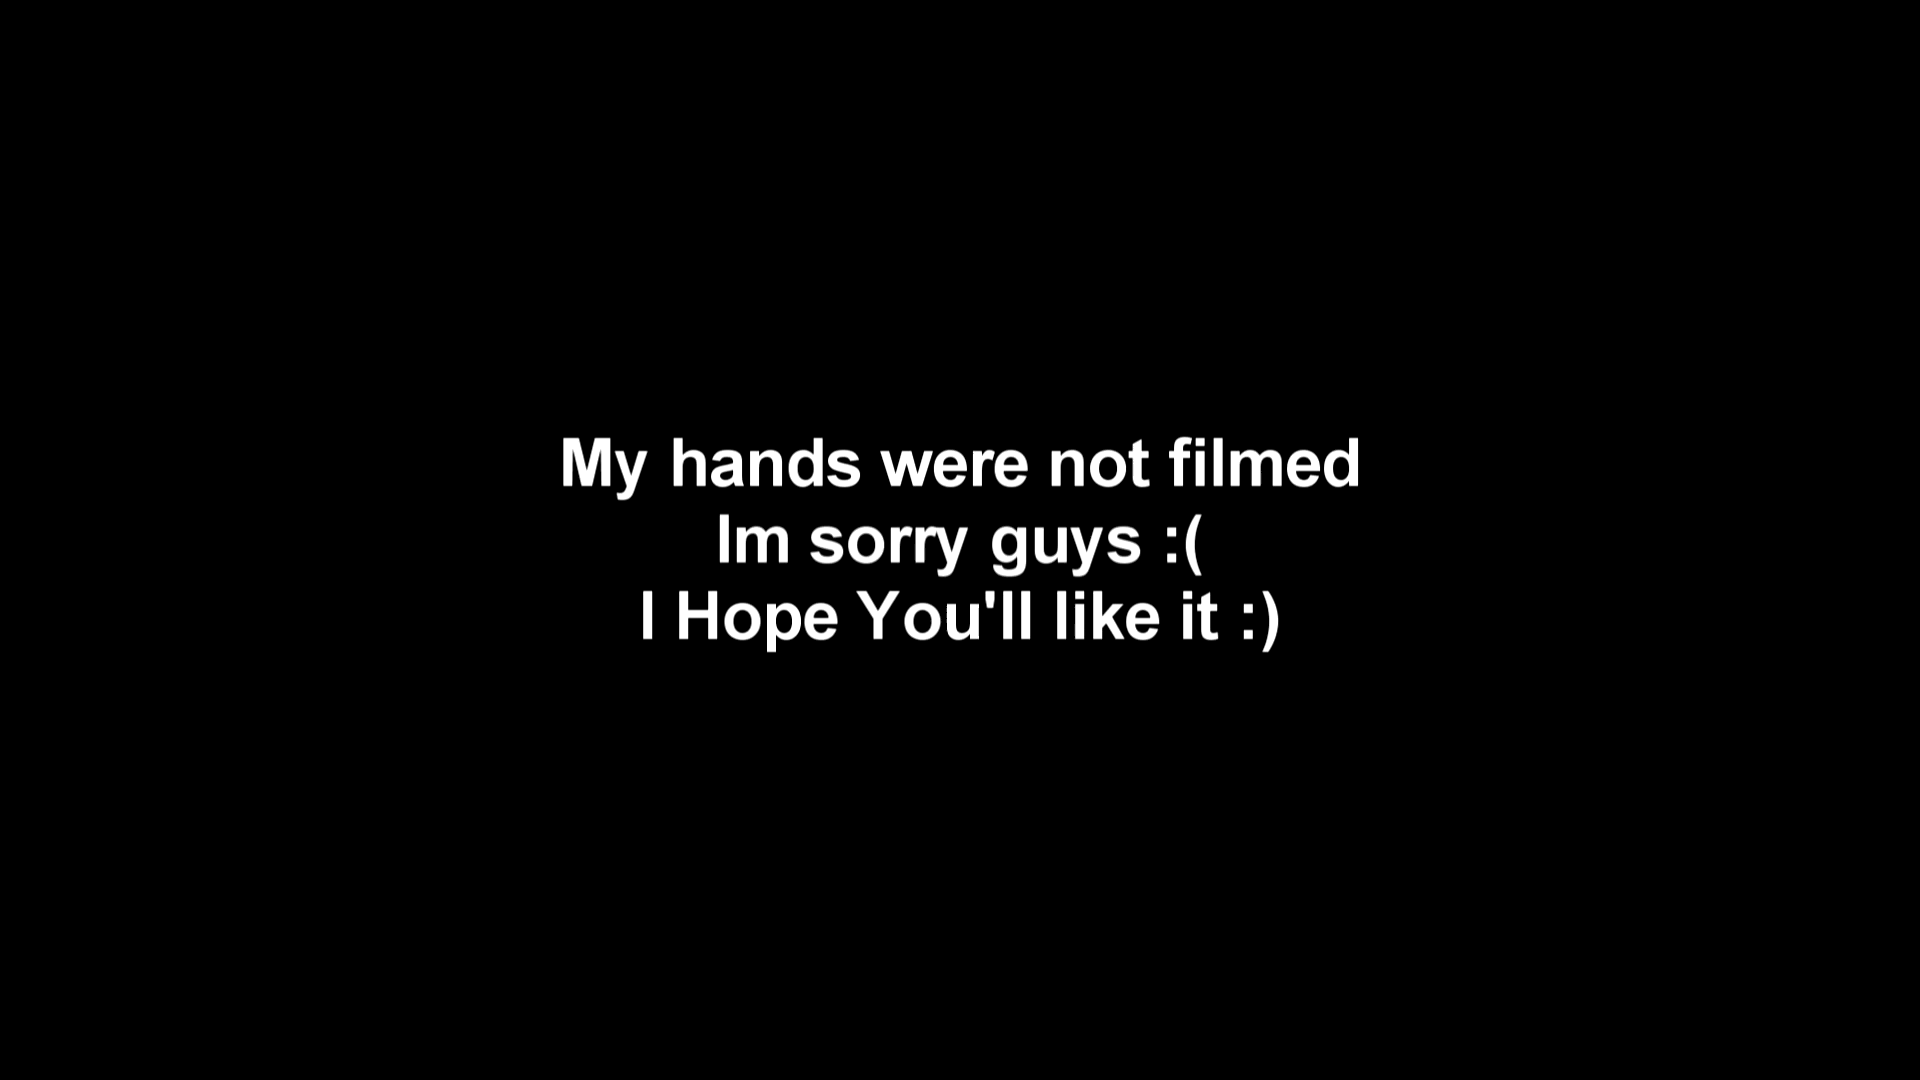 My hands were not filmed
Im sorry guys :(
I Hope You'll like it :)